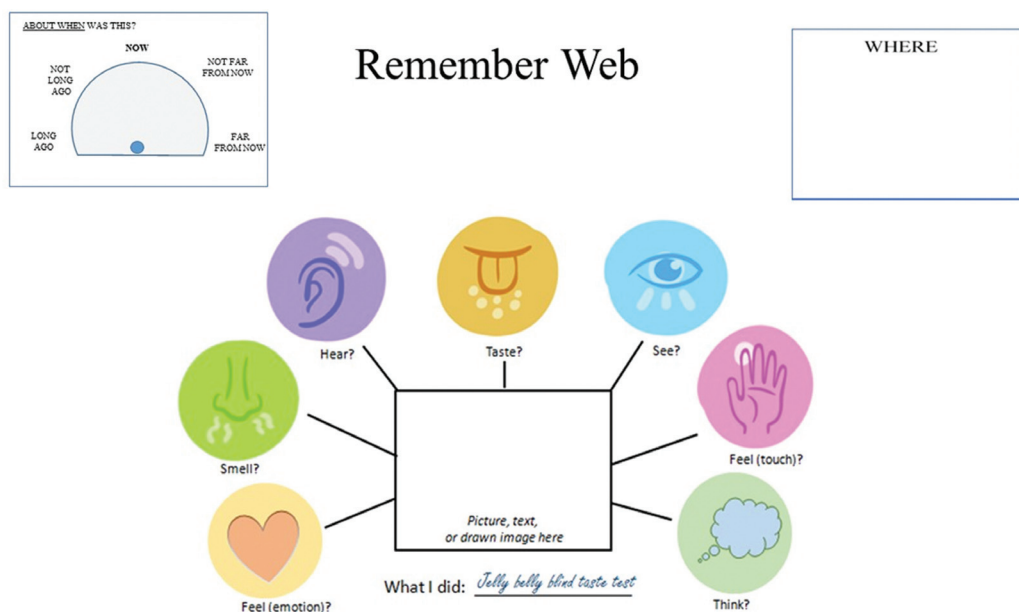 ABOUT WHEN WAS THIS?
NOW
NOT
LONG
AGO
NOT FAR
FROM NOW
LONG
AGO
FAR
FROM NOW
Remember Web
WHERE
Hear?
Taste?
See?
Smell?
Feel (touch)?
Feel (emotion)?
Think?
Picture, text,
or drawn image here
What I did: Jelly belly blind taste test